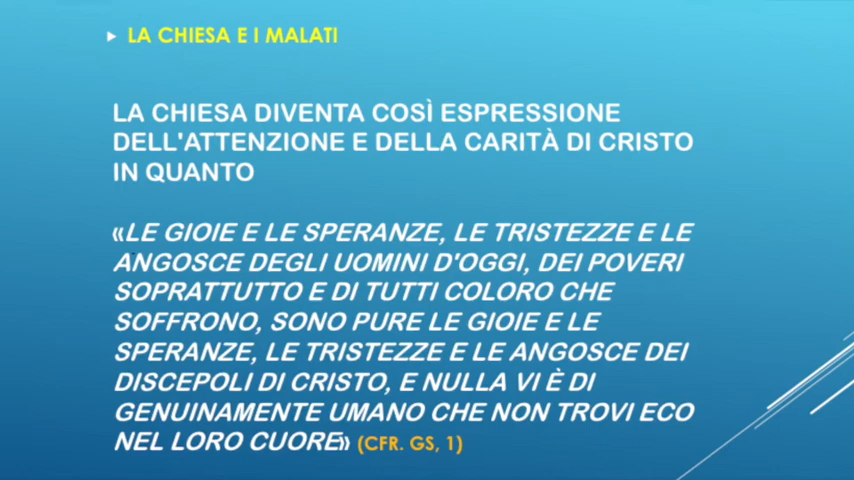 LA CHIESA E I MALATI
LA CHIESA DIVENTA COSÌ ESPRESSIONE
DELL'ATTENZIONE E DELLA CARITÀ DI CRISTO
IN QUANTO
«LE GIOIE E LE SPERANZE, LE TRISTEZZE E LE
ANGOSCE DEGLI UOMINI D'OGGI, DEI POVERI
SOPRATTUTTO E DI TUTTI COLORO CHE
SOFFRONO, SONO PURE LE GIOIE E LE
SPERANZE, LE TRISTEZZE E LE ANGOSCE DEI
DISCEPOLI DI CRISTO, E NULLA VI È DI
GENUINAMENTE UMANO CHE NON TROVI ECO
NEL LORO CUORE» (CFR. GS, 1)